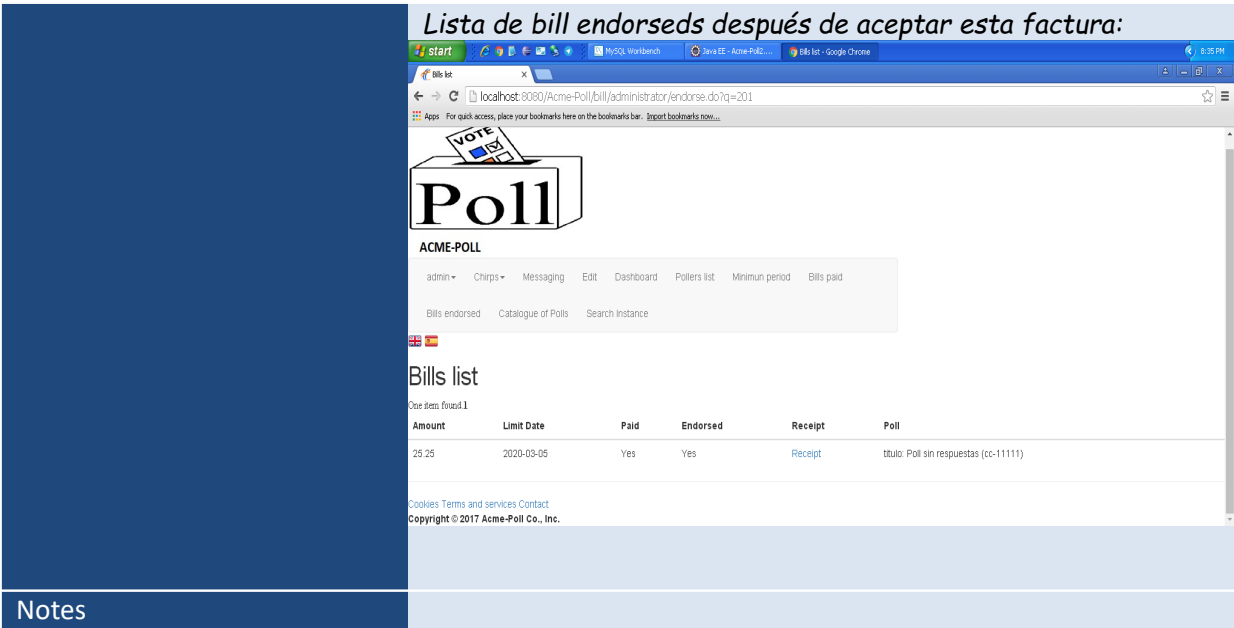 Lista de bill endorseds después de aceptar esta factura:
start MySQL Workbench Java EE - Acme-Poll2.... Bills list - Google Chrome 8:35 PM
Bills list
localhost:8080/Acme-Poll/bill/administrator/endorse.do?q=201
Apps For quick access, place your bookmarks here on the bookmarks bar. Import bookmarks now...
VOTE
Poll
ACME-POLL
admin Chirps Messaging Edit Dashboard Pollers list Minimun period Bills paid
Bills endorsed Catalogue of Polls Search Instance
Bills list
One item found.1
Amount Limit Date Paid Endorsed Receipt Poll
25.25 2020-03-05 Yes Yes Receipt titulo: Poll sin respuestas (cc-11111)
Cookies Terms and services Contact
Copyright © 2017 Acme-Poll Co., Inc.
Notes